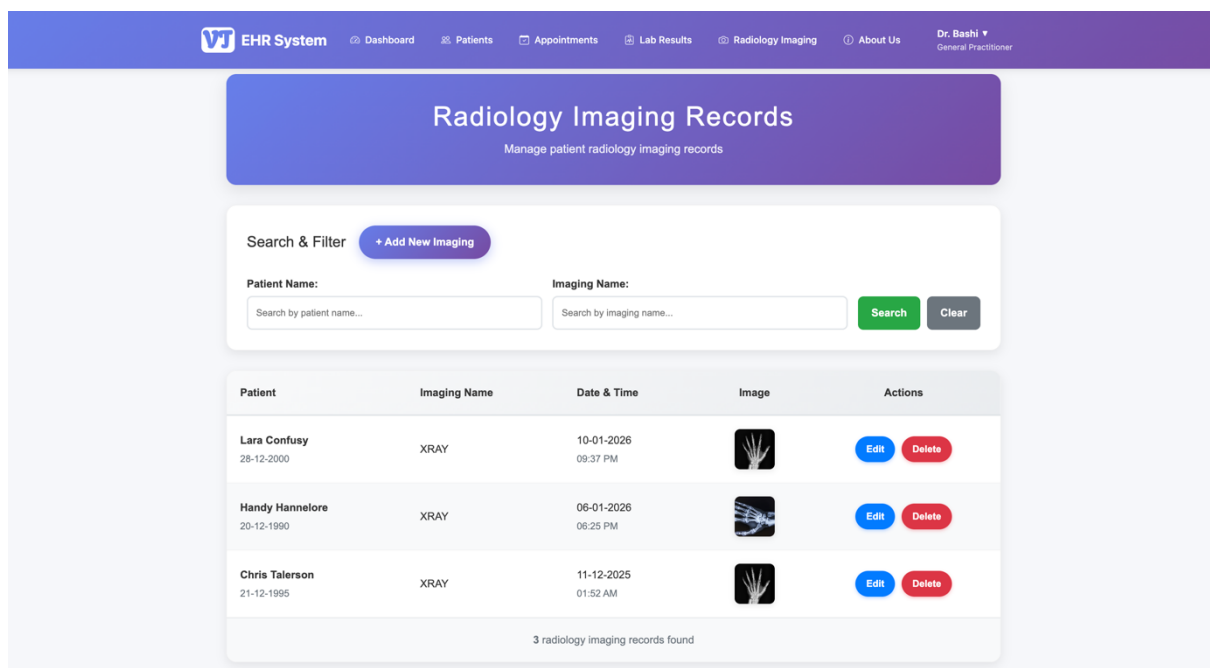 VJ EHR System Dashboard Patients Appointments Lab Results Radiology Imaging About Us Dr. Bashi ▼
General Practitioner
Radiology Imaging Records
Manage patient radiology imaging records
Search & Filter + Add New Imaging
Patient Name: Imaging Name:
Search by patient name... Search by imaging name... Search Clear
Patient Imaging Name Date & Time Image Actions
Lara Confusy XRAY 10-01-2026 Edit Delete
28-12-2000 09:37 PM
Handy Hannelore XRAY 06-01-2026 Edit Delete
20-12-1990 06:25 PM
Chris Talerson XRAY 11-12-2025 Edit Delete
21-12-1995 01:52 AM
3 radiology imaging records found